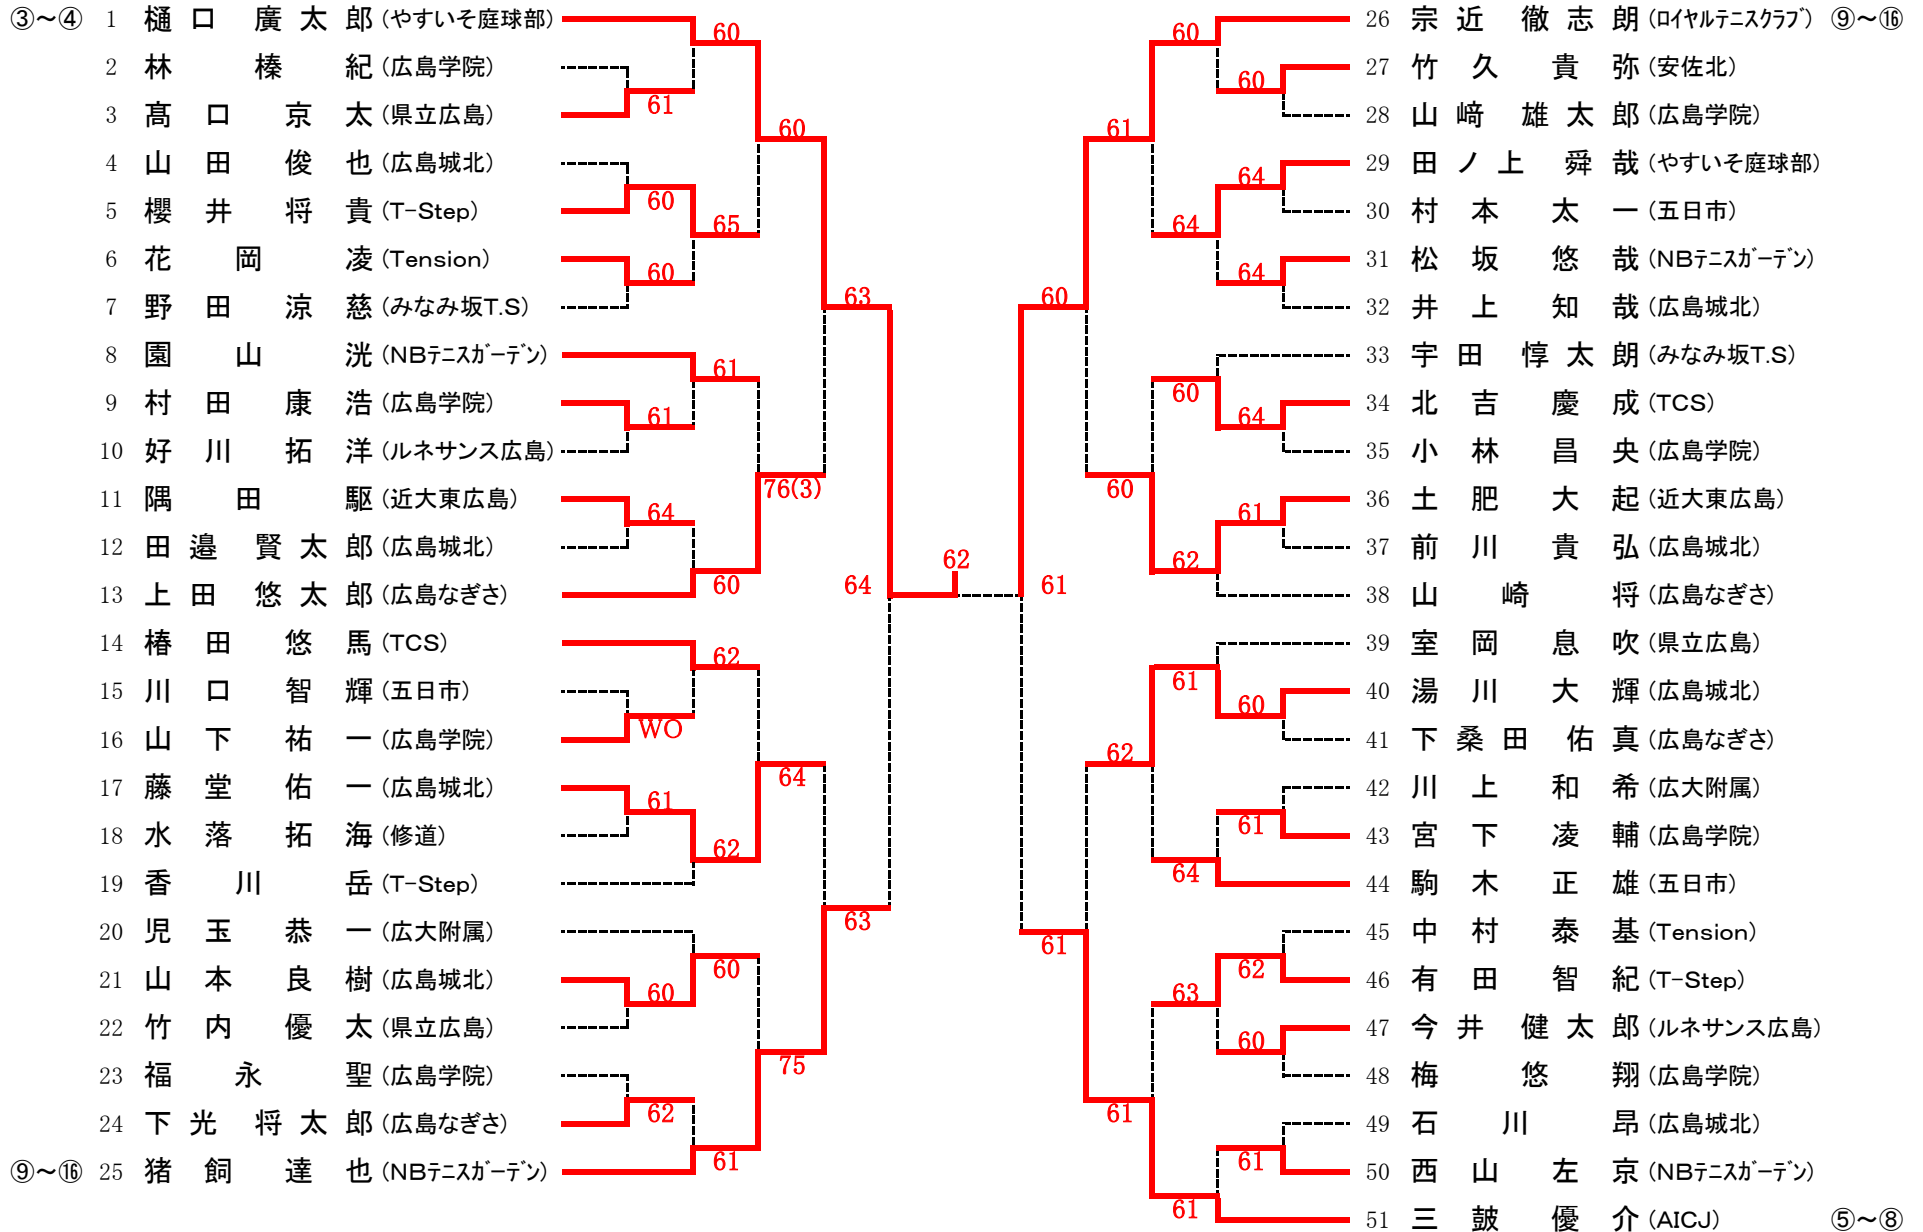 ③～④ 1 樋口 廣太郎 (やすいそ庭球部)
2 林 榛紀 (広島学院)
3 髙口 京太 (県立広島)
4 山田 俊也 (広島城北)
5 櫻井 将貴 (T-Step)
6 花岡 凌 (Tension)
7 野田 涼慈 (みなみ坂T.S)
8 園山 洸 (NBテニスガーデン)
9 村田 康浩 (広島学院)
10 好川 拓洋 (ルネサンス広島)
11 隅田 駆 (近大東広島)
12 田邉 賢太郎 (広島城北)
13 上田 悠太郎 (広島なぎさ)
14 椿田 悠馬 (TCS)
15 川口 智輝 (五日市)
16 山下 祐一 (広島学院)
17 藤堂 佑一 (広島城北)
18 水落 拓海 (修道)
19 香川 岳 (T-Step)
20 児玉 恭一 (広大附属)
21 山本 良樹 (広島城北)
22 竹内 優太 (県立広島)
23 福永 聖 (広島学院)
24 下光 将太郎 (広島なぎさ)
⑨～⑯ 25 猪飼 達也 (NBテニスガーデン)
61
60
60
61
64
WO
61
60
62
60
65
61
60
62
62
60
61
60
76(3)
64
75
63
63
64
62
61
60
61
61
60
62
61
60
64
60
62
61
64
63
61
60
64
64
64
61
60
61
62
60
61
26 宗近 徹志朗 (ロイヤルテニスクラブ) ⑨～⑯
27 竹久 貴弥 (安佐北)
28 山﨑 雄太郎 (広島学院)
29 田ノ上 舜哉 (やすいそ庭球部)
30 村本 太一 (五日市)
31 松坂 悠哉 (NBテニスガーデン)
32 井上 知哉 (広島城北)
33 宇田 惇太朗 (みなみ坂T.S)
34 北吉 慶成 (TCS)
35 小林 昌央 (広島学院)
36 土肥 大起 (近大東広島)
37 前川 貴弘 (広島城北)
38 山崎 将 (広島なぎさ)
39 室岡 息吹 (県立広島)
40 湯川 大輝 (広島城北)
41 下桑田 佑真 (広島なぎさ)
42 川上 和希 (広大附属)
43 宮下 凌輔 (広島学院)
44 駒木 正雄 (五日市)
45 中村 泰基 (Tension)
46 有田 智紀 (T-Step)
47 今井 健太郎 (ルネサンス広島)
48 梅 悠翔 (広島学院)
49 石川 昂 (広島城北)
50 西山 左京 (NBテニスガーデン)
51 三皷 優介 (AICJ) ⑤～⑧